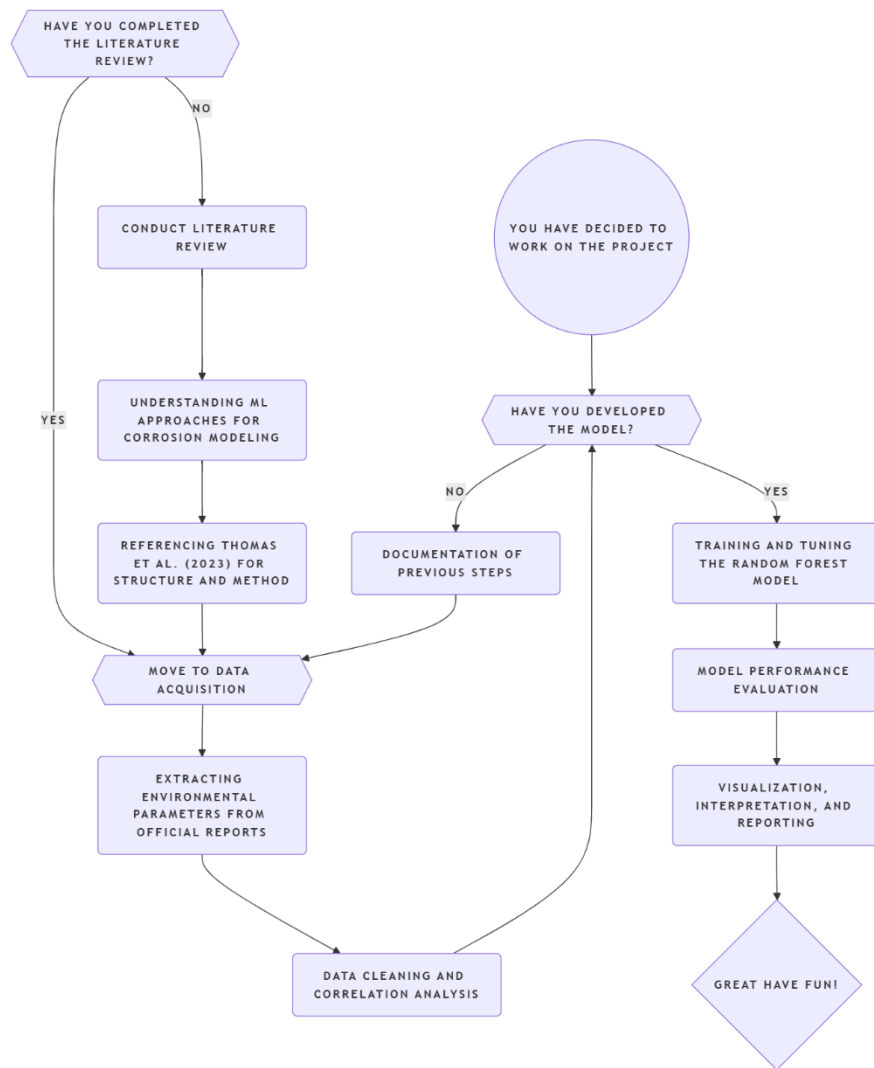 HAVE YOU COMPLETED
THE LITERATURE
REVIEW?
NO
CONDUCT LITERATURE
REVIEW
YOU HAVE DECIDED TO
WORK ON THE PROJECT
UNDERSTANDING ML
APPROACHES FOR
CORROSION MODELING
YES
HAVE YOU DEVELOPED
THE MODEL?
NO
YES
REFERENCING THOMAS
ET AL. (2023) FOR
STRUCTURE AND METHOD
DOCUMENTATION OF
PREVIOUS STEPS
TRAINING AND TUNING
THE RANDOM FOREST
MODEL
MOVE TO DATA
ACQUISITION
MODEL PERFORMANCE
EVALUATION
EXTRACTING
ENVIRONMENTAL
PARAMETERS FROM
OFFICIAL REPORTS
VISUALIZATION,
INTERPRETATION, AND
REPORTING
DATA CLEANING AND
CORRELATION ANALYSIS
GREAT HAVE FUN!